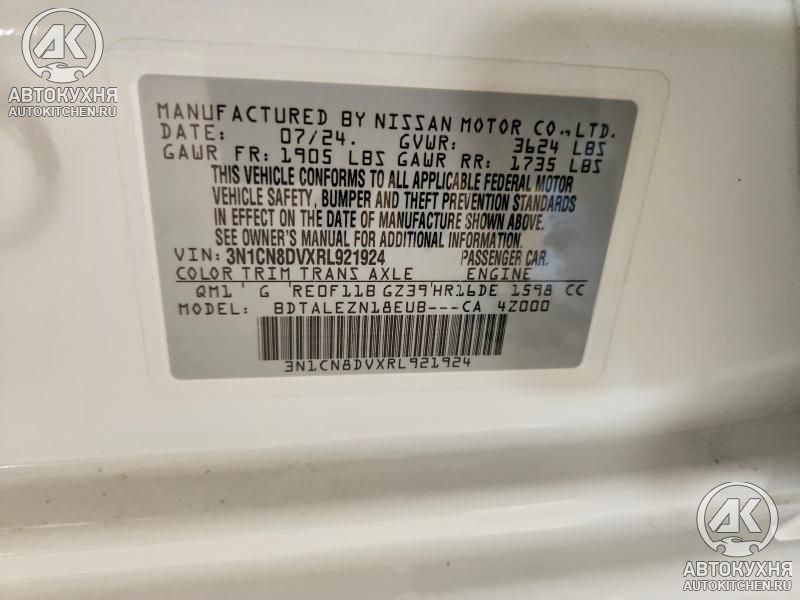 AK
АВТОКУХНЯ
AUTOKITCHEN.RU
MANUFACTURED BY NISSAN MOTOR CO., LTD.
DATE: 07/24. GVWR: 3624 LBS
GAWR FR: 1905 LBS GAWR RR: 1735 LBS
THIS VEHICLE CONFORMS TO ALL APPLICABLE FEDERAL MOTOR
VEHICLE SAFETY, BUMPER AND THEFT PREVENTION STANDARDS
IN EFFECT ON THE DATE OF MANUFACTURE SHOWN ABOVE.
SEE OWNER'S MANUAL FOR ADDITIONAL INFORMATION.
VIN: 3N1CN8DVXRL921924 PASSENGER CAR.
COLOR TRIM TRANS AXLE ENGINE
QM1 G RE0F11B GZ39 HR16DE 1598 CC
MODEL: BDTALEZN18EUB---CA 4Z000
3N1CN8DVXRL921924
AK
АВТОКУХНЯ
AUTOKITCHEN.RU